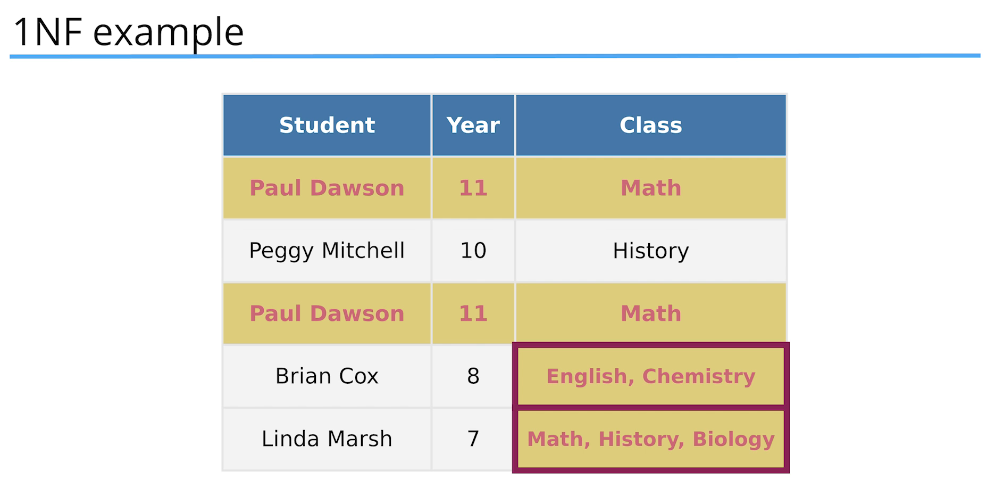 1NF example
Student Year Class
Paul Dawson 11 Math
Peggy Mitchell 10 History
Paul Dawson 11 Math
Brian Cox 8 English, Chemistry
Linda Marsh 7 Math, History, Biology